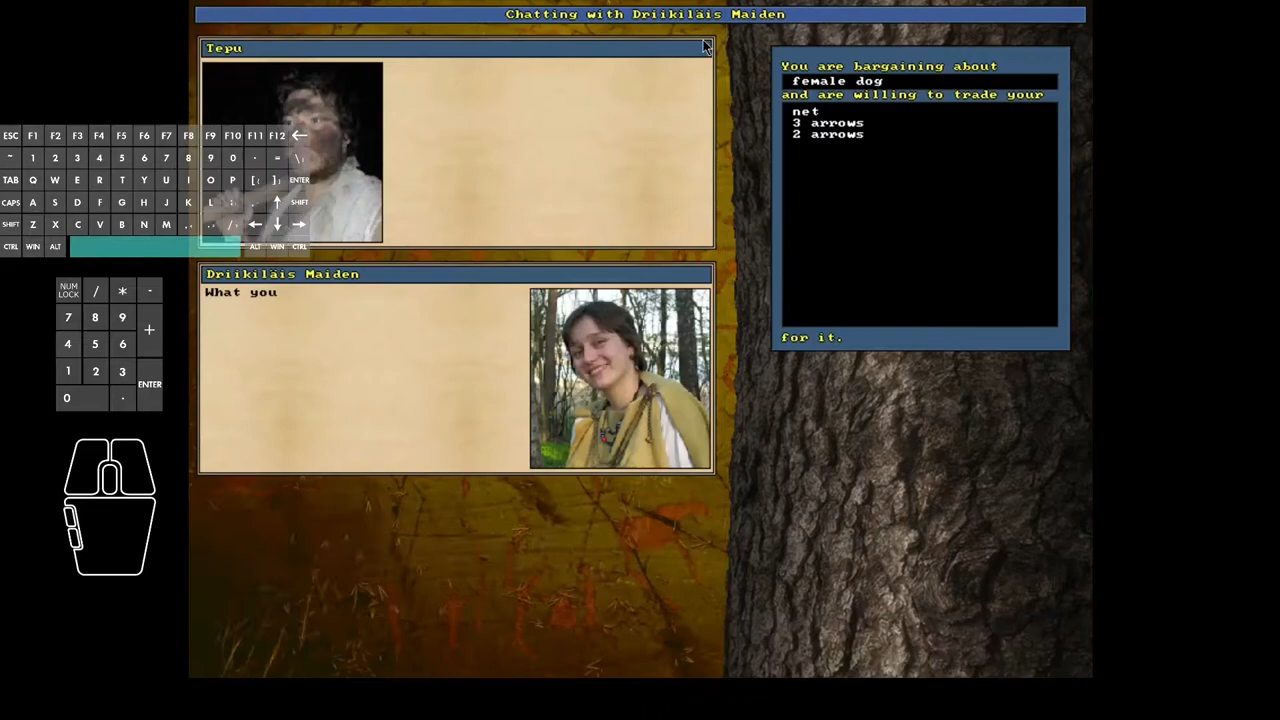 Chatting with Driikiläis Maiden
Tepu
You are bargaining about
female dog
and are willing to trade your
net
3 arrows
2 arrows
for it.
Driikiläis Maiden
What you
ESC F1 F2 F3 F4 F5 F6 F7 F8 F9 F10 F11 F12 ←
~ 1 2 3 4 5 6 7 8 9 0 - = \
TAB Q W E R T Y U I O P [ ] ENTER
CAPS A S D F G H J K L ; ↑ SHIFT
SHIFT Z X C V B N M , . / ← ↓ →
CTRL WIN ALT ALT WIN CTRL
NUM LOCK / * -
7 8 9 +
4 5 6
1 2 3 ENTER
0 .